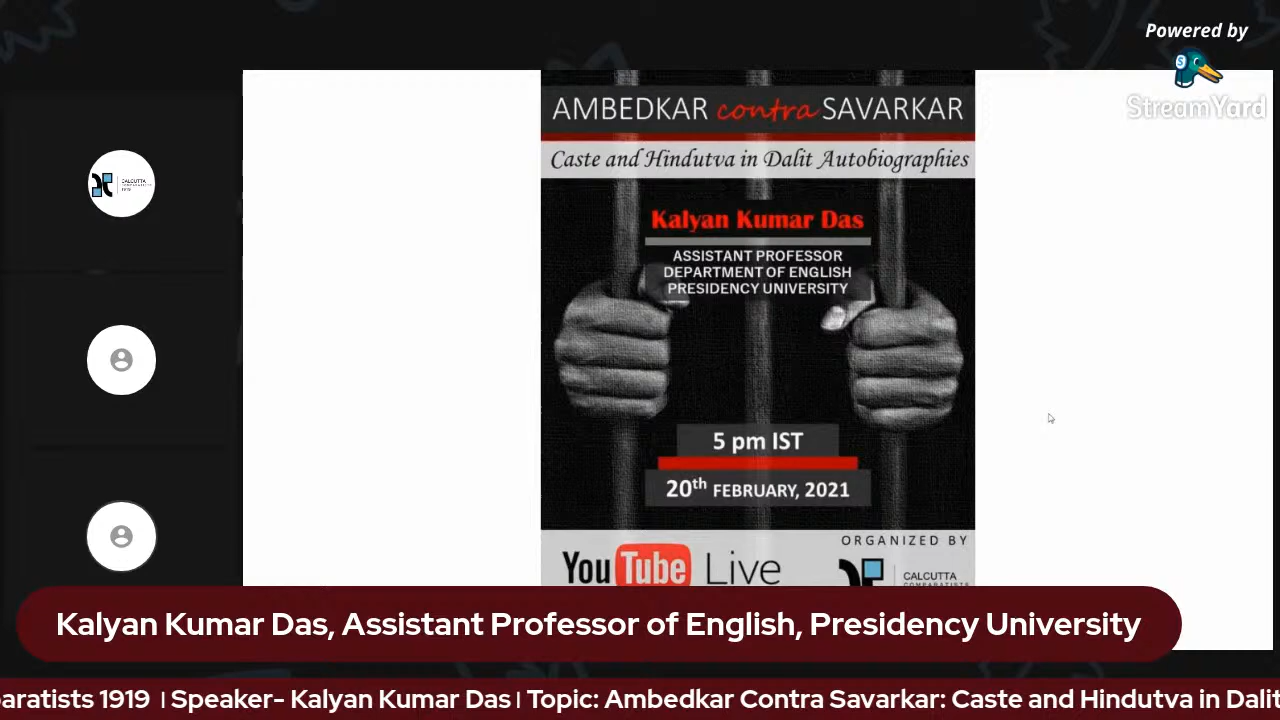 Powered by
StreamYard
AMBEDKAR contra SAVARKAR
Caste and Hindutva in Dalit Autobiographies
Kalyan Kumar Das
ASSISTANT PROFESSOR
DEPARTMENT OF ENGLISH
PRESIDENCY UNIVERSITY
CALCUTTA
5 pm IST
20th FEBRUARY, 2021
ORGANIZED BY
YouTube Live
CALCUTTA
COMPARATISTS
Kalyan Kumar Das, Assistant Professor of English, Presidency University
aratists 1919 | Speaker- Kalyan Kumar Das | Topic: Ambedkar Contra Savarkar: Caste and Hindutva in Dalit